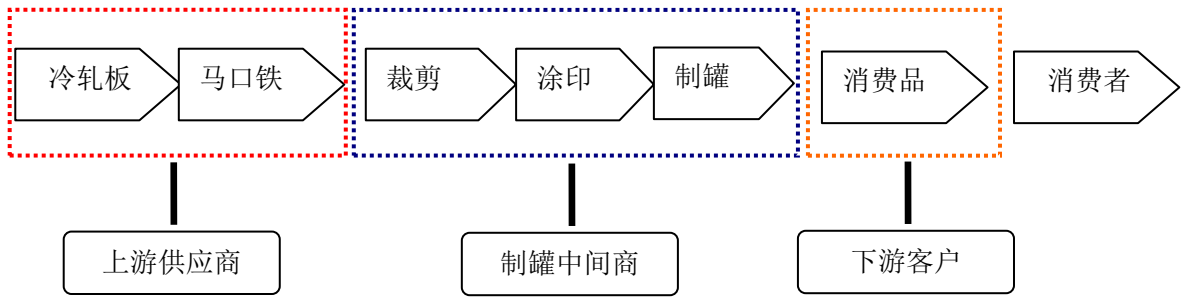 冷轧板
马口铁
裁剪
涂印
制罐
消费品
消费者
上游供应商
制罐中间商
下游客户